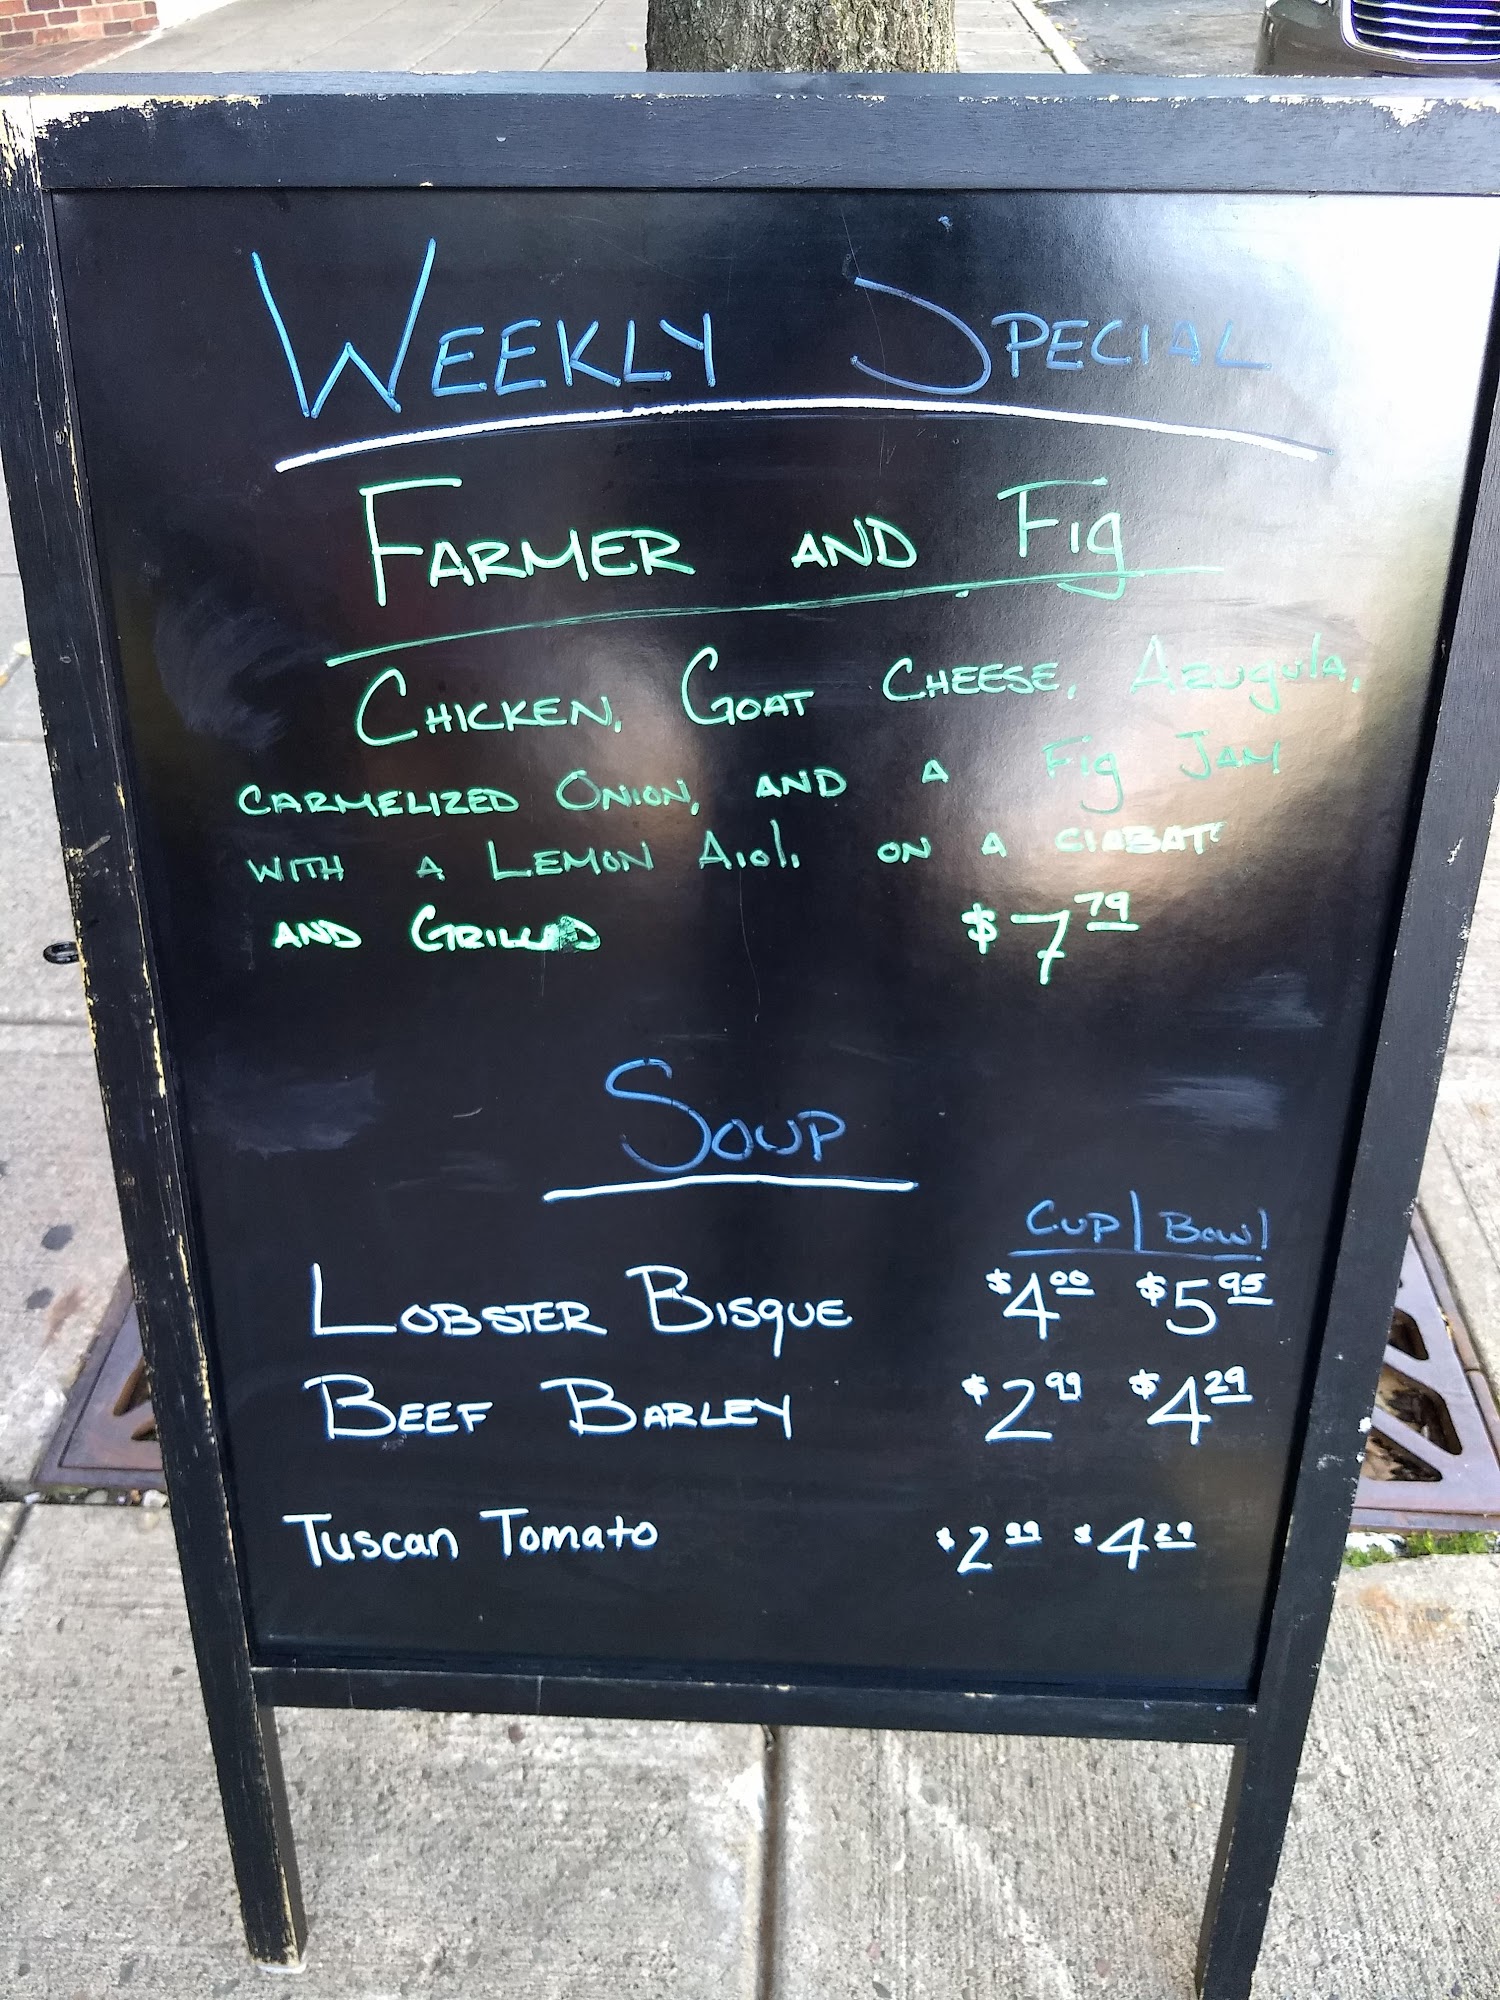 WEEKLY SPECIAL
FARMER AND Fig
CHICKEN, GOAT CHEESE, Arugula,
CARMELIZED ONION, AND A Fig JAM
WITH A LEMON Aioli ON A CIABATTI
AND GRILLED $7.79
SOUP
CUP | Bowl
LOBSTER BISQUE $4.00 $5.95
BEEF BARLEY $2.99 $4.29
Tuscan Tomato $2.99 $4.29